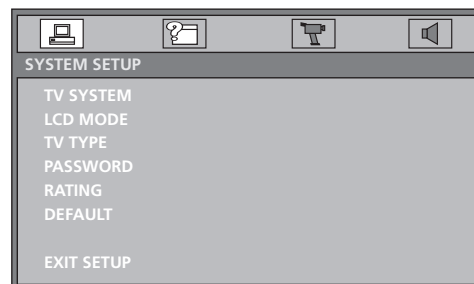 SYSTEM SETUP
TV SYSTEM
LCD MODE
TV TYPE
PASSWORD
RATING
DEFAULT
EXIT SETUP